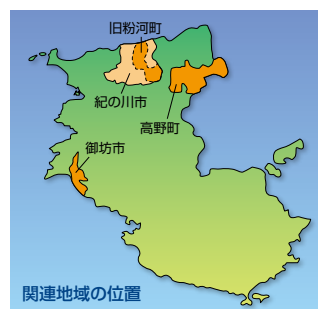 旧粉河町
紀の川市
高野町
御坊市
関連地域の位置